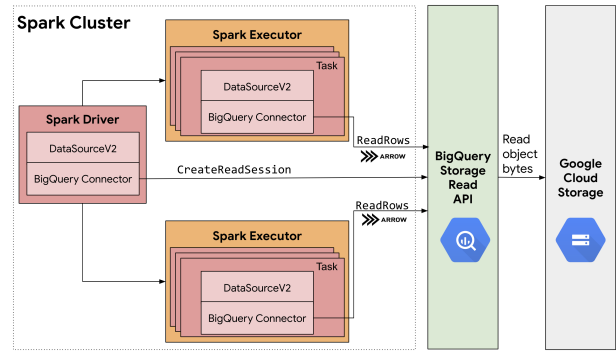 Spark Cluster
Spark Executor
Task
DataSourceV2
BigQuery Connector
Spark Driver
DataSourceV2
BigQuery Connector
ReadRows
ARROW
CreateReadSession
ReadRows
ARROW
Spark Executor
Task
DataSourceV2
BigQuery Connector
BigQuery
Storage
Read
API
Read
object
bytes
Google
Cloud
Storage